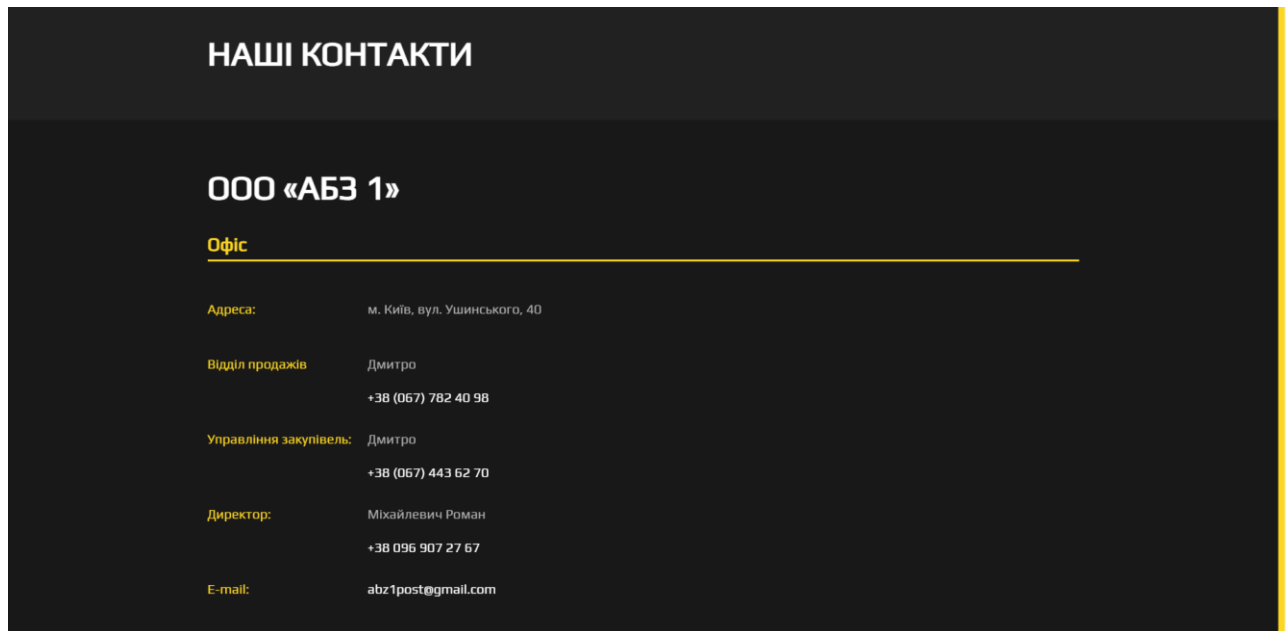 НАШІ КОНТАКТИ
ООО «АБЗ 1»
Офіс
Адреса: м. Київ, вул. Ушинського, 40
Відділ продажів Дмитро
+38 (067) 782 40 98
Управління закупівель: Дмитро
+38 (067) 443 62 70
Директор: Міхайлевич Роман
+38 096 907 27 67
E-mail: abz1post@gmail.com